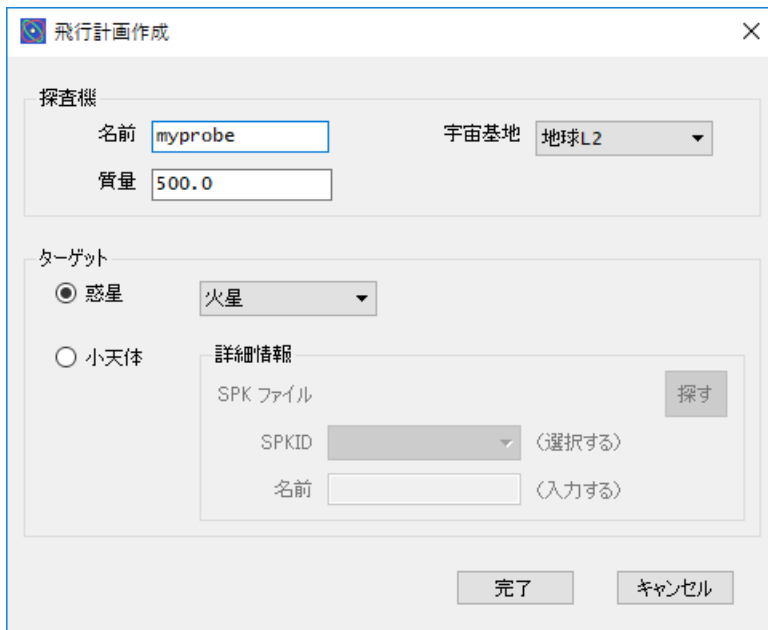 飛行計画作成
探査機
名前 myprobe 宇宙基地 地球L2
質量 500.0
ターゲット
惑星 火星
小天体 詳細情報
SPK ファイル 探す
SPKID (選択する)
名前 (入力する)
完了 キャンセル